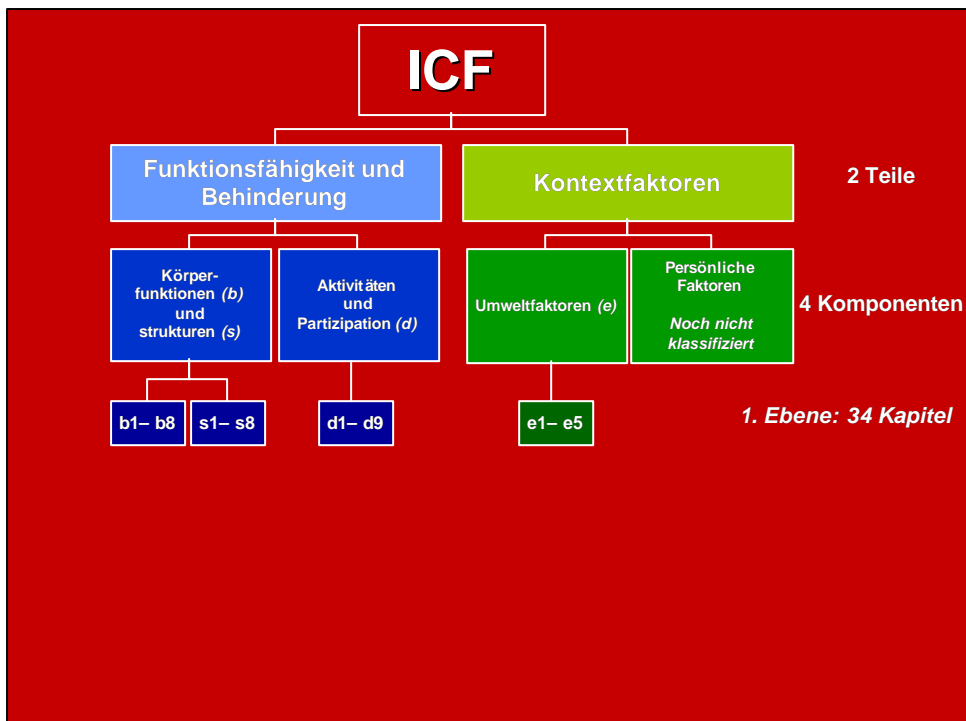 ICF
Funktionsfähigkeit und
Behinderung
Kontextfaktoren
2 Teile
Körper-
funktionen (b)
und
strukturen (s)
Aktivitäten
und
Partizipation (d)
Umweltfaktoren (e)
Persönliche
Faktoren
Noch nicht
klassifiziert
4 Komponenten
b1– b8
s1– s8
d1– d9
e1– e5
1. Ebene: 34 Kapitel